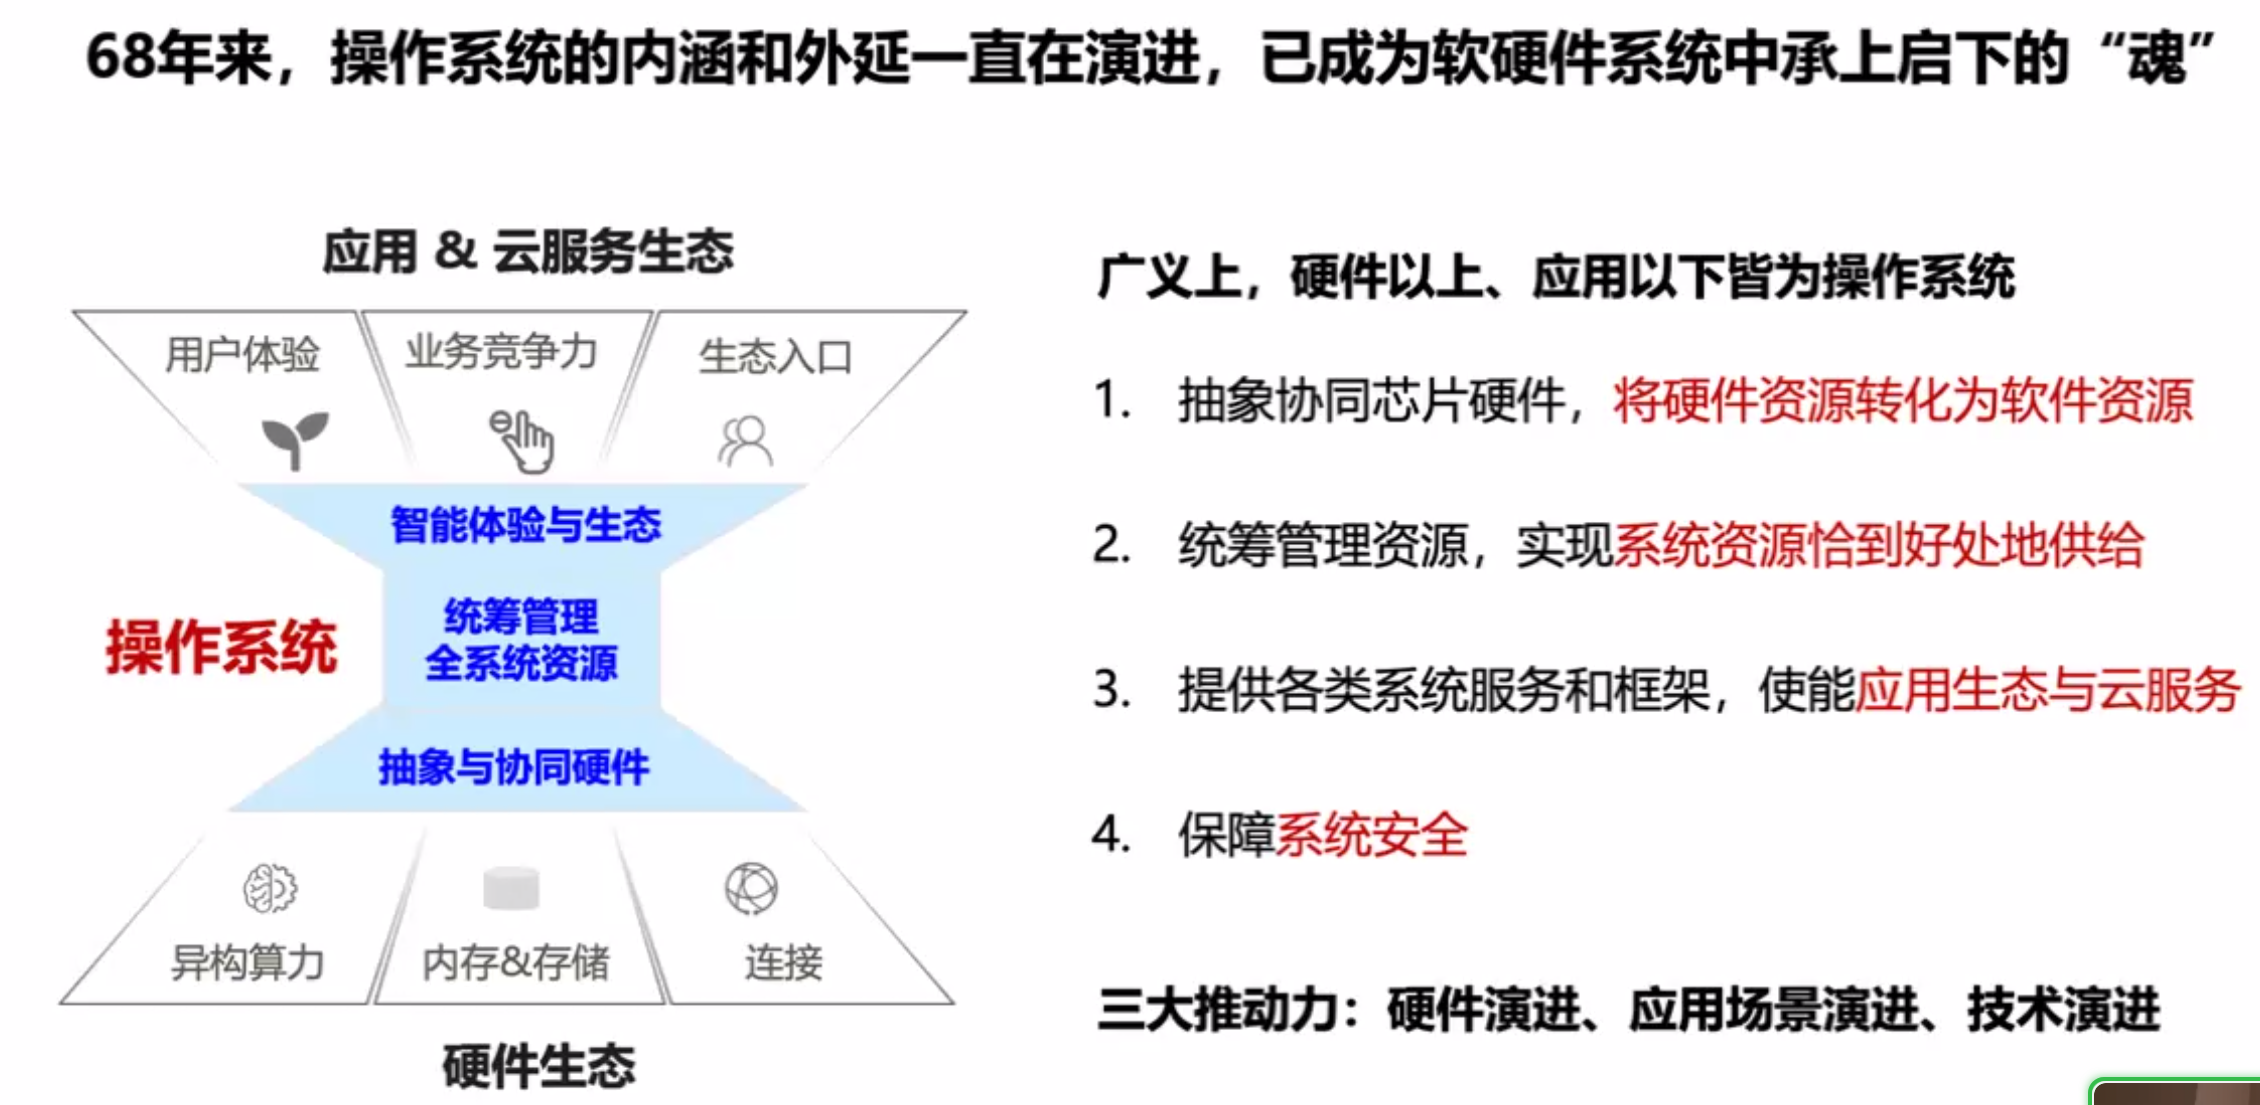 68年来，操作系统的内涵和外延一直在演进，已成为软硬件系统中承上启下的“魂”
应用 & 云服务生态
用户体验
业务竞争力
生态入口
智能体验与生态
操作系统
统筹管理
全系统资源
抽象与协同硬件
异构算力
内存&存储
连接
硬件生态
广义上，硬件以上、应用以下皆为操作系统
1. 抽象协同芯片硬件，将硬件资源转化为软件资源
2. 统筹管理资源，实现系统资源恰到好处地供给
3. 提供各类系统服务和框架，使能应用生态与云服务
4. 保障系统安全
三大推动力：硬件演进、应用场景演进、技术演进